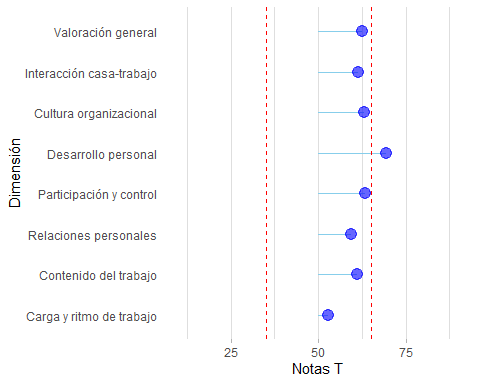 Valoración general
Interacción casa-trabajo
Cultura organizacional
Desarrollo personal
Participación y control
Relaciones personales
Contenido del trabajo
Carga y ritmo de trabajo
Dimensión
25 50 75
Notas T